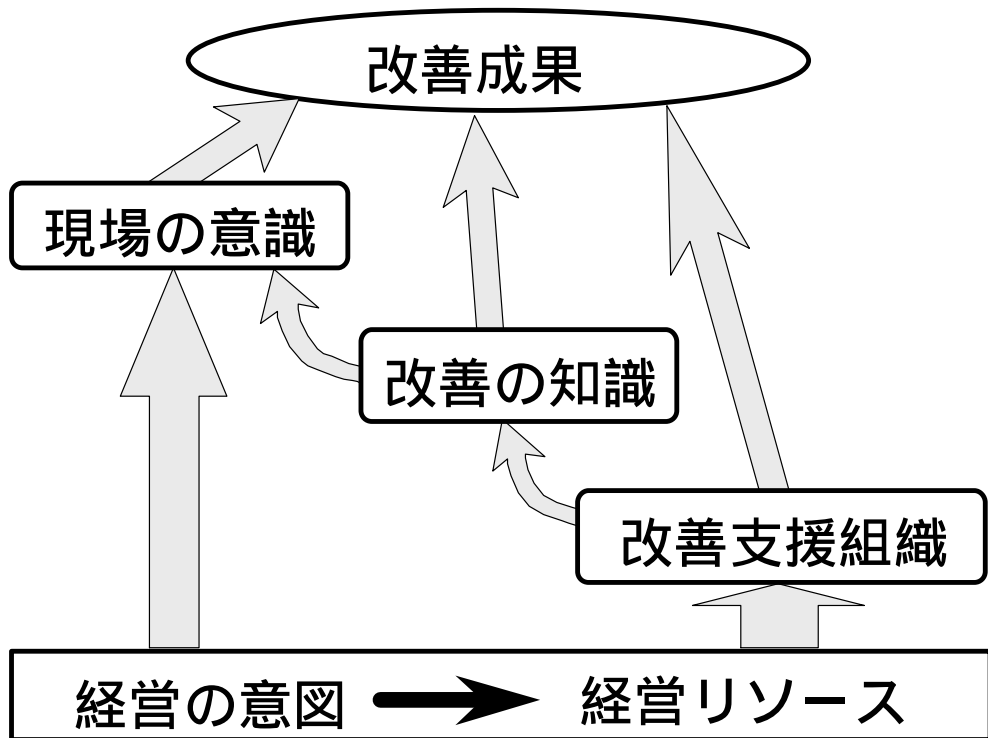 改善成果
現場の意識
改善の知識
改善支援組織
経営の意図
経営リソース